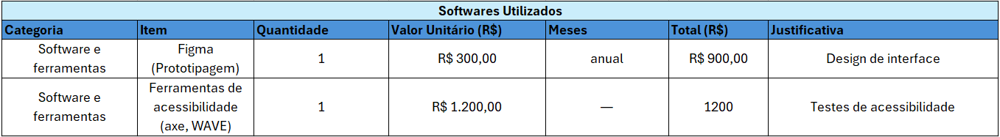 Softwares Utilizados
Categoria Item Quantidade Valor Unitário (R$) Meses Total (R$) Justificativa
Software e ferramentas Figma (Prototipagem) 1 R$ 300,00 anual R$ 900,00 Design de interface
Software e ferramentas Ferramentas de acessibilidade (axe, WAVE) 1 R$ 1.200,00 — 1200 Testes de acessibilidade